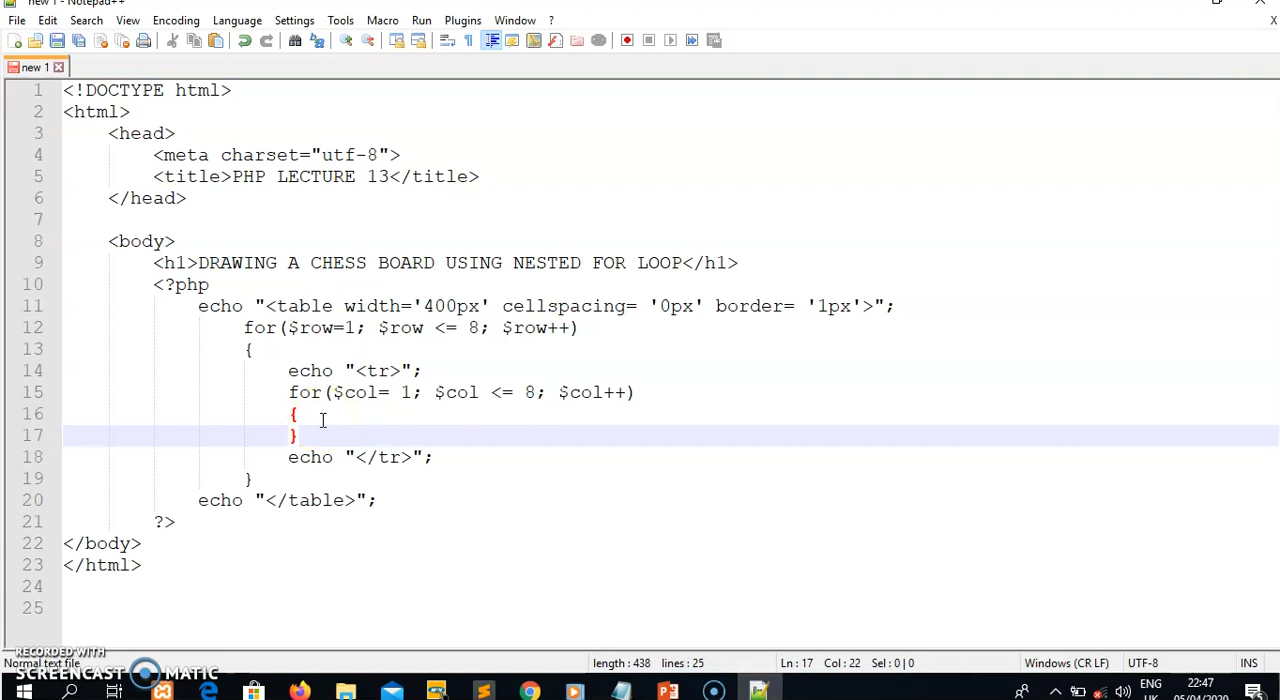 new 1 - Notepad++
File Edit Search View Encoding Language Settings Tools Macro Run Plugins Window ? X
new 1
1 <!DOCTYPE html>
2 <html>
3 <head>
4 <meta charset="utf-8">
5 <title>PHP LECTURE 13</title>
6 </head>
7
8 <body>
9 <h1>DRAWING A CHESS BOARD USING NESTED FOR LOOP</h1>
10 <?php
11 echo "<table width='400px' cellspacing= '0px' border= '1px'>";
12 for($row=1; $row <= 8; $row++)
13 {
14 echo "<tr>";
15 for($col= 1; $col <= 8; $col++)
16 {
17 }
18 echo "</tr>";
19 }
20 echo "</table>";
21 ?>
22 </body>
23 </html>
24
25
RECORDED WITH
SCREENCAST MATIC
Normal text file length : 438 lines : 25 Ln : 17 Col : 22 Sel : 0 | 0 Windows (CR LF) UTF-8 INS
ENG 22:47
UK 05/04/2020